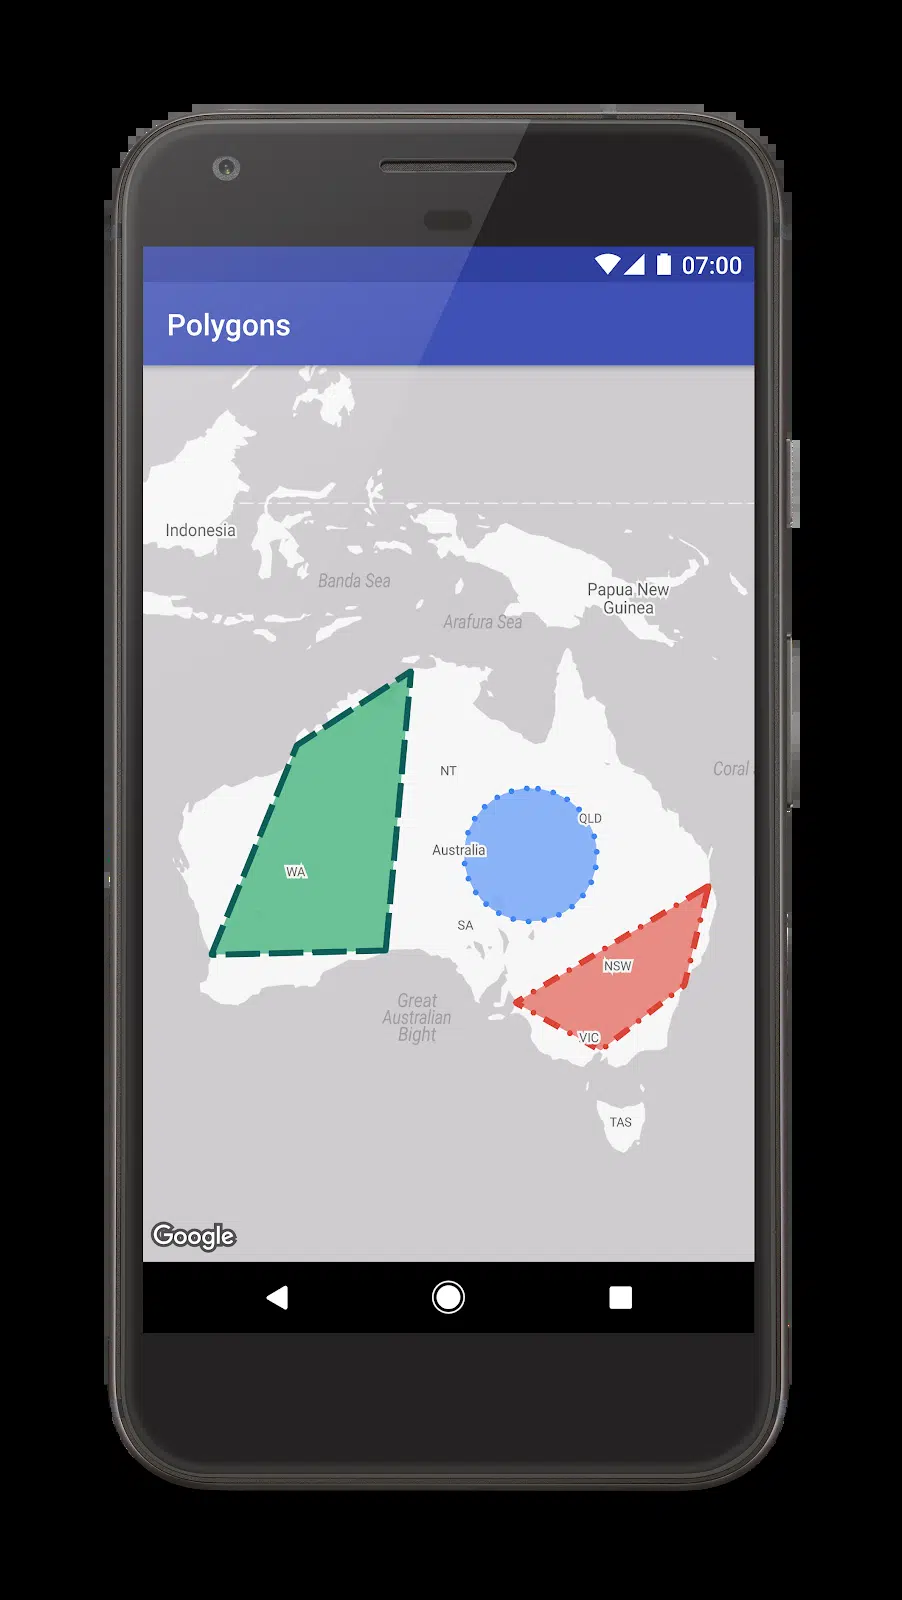 07:00
Polygons
Indonesia
Banda Sea
Papua New
Guinea
Arafura Sea
NT
Coral
QLD
Australia
WA
SA
NSW
Great
Australian
Bight
VIC
TAS
Google